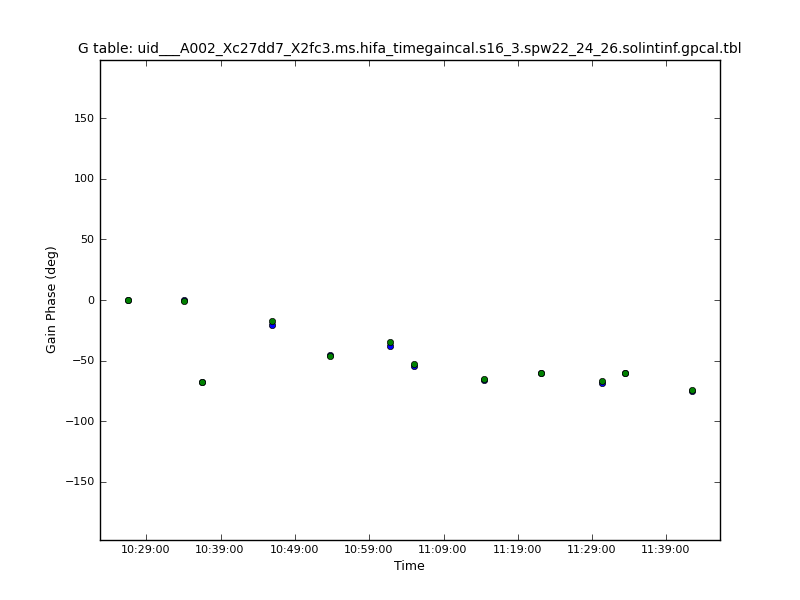 G table: uid___A002_Xc27dd7_X2fc3.ms.hifa_timegaincal.s16_3.spw22_24_26.solintinf.gpcal.tbl
150
100
50
0
−50
−100
−150
Gain Phase (deg)
10:29:00 10:39:00 10:49:00 10:59:00 11:09:00 11:19:00 11:29:00 11:39:00
Time